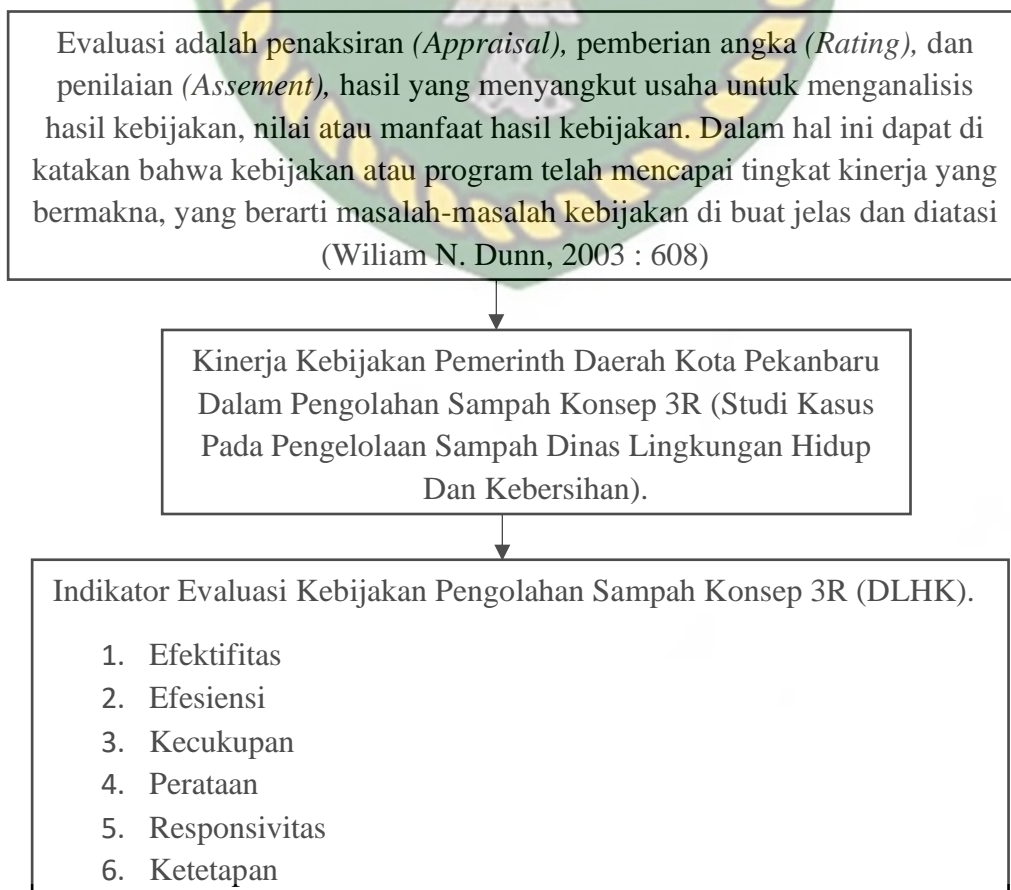 Evaluasi adalah penaksiran (Appraisal), pemberian angka (Rating), dan
penilaian (Assement), hasil yang menyangkut usaha untuk menganalisis
hasil kebijakan, nilai atau manfaat hasil kebijakan. Dalam hal ini dapat di
katakan bahwa kebijakan atau program telah mencapai tingkat kinerja yang
bermakna, yang berarti masalah-masalah kebijakan di buat jelas dan diatasi
(Wiliam N. Dunn, 2003 : 608)
Kinerja Kebijakan Pemerinth Daerah Kota Pekanbaru
Dalam Pengolahan Sampah Konsep 3R (Studi Kasus
Pada Pengelolaan Sampah Dinas Lingkungan Hidup
Dan Kebersihan).
Indikator Evaluasi Kebijakan Pengolahan Sampah Konsep 3R (DLHK).
1. Efektifitas
2. Efesiensi
3. Kecukupan
4. Perataan
5. Responsivitas
6. Ketetapan